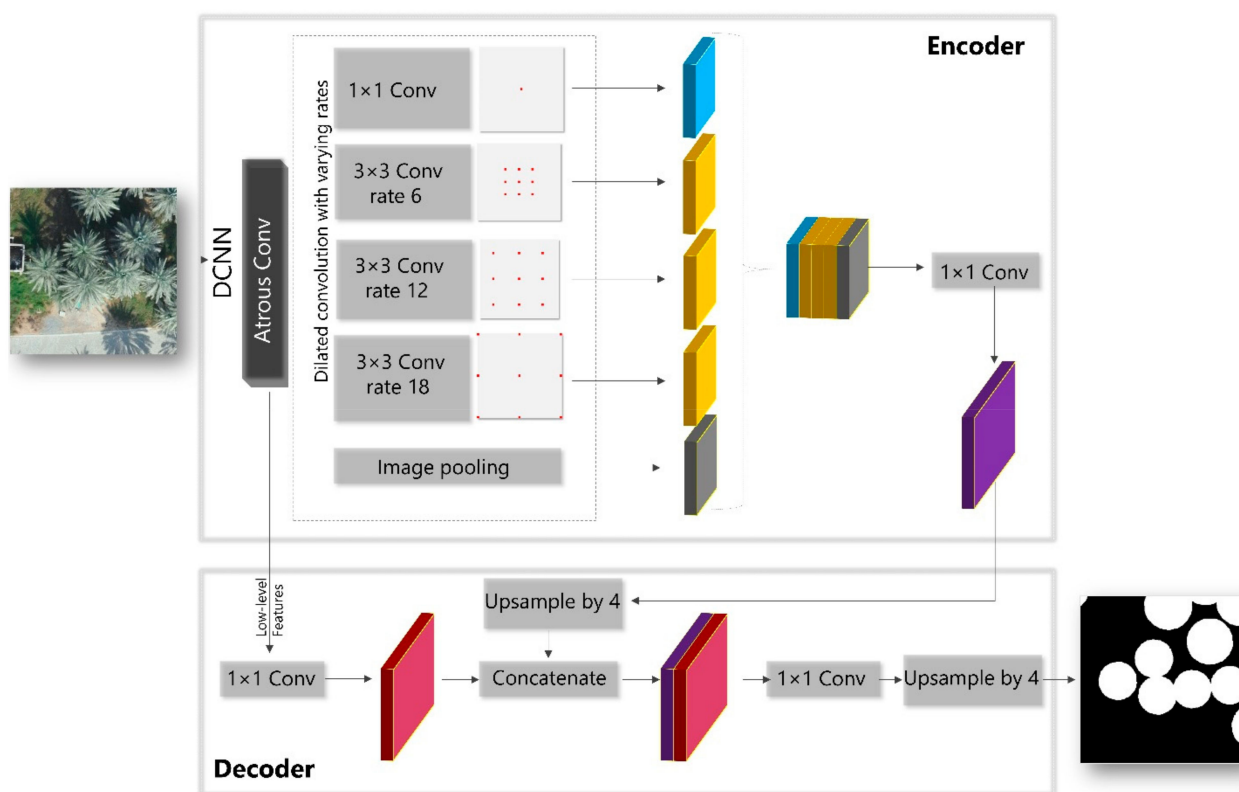 Encoder
DCNN
Atrous Conv
Dilated convolution with varying rates
1×1 Conv
3×3 Conv
rate 6
3×3 Conv
rate 12
3×3 Conv
rate 18
Image pooling
1×1 Conv
Low-level
Features
Upsample by 4
1×1 Conv
Concatenate
1×1 Conv
Upsample by 4
Decoder